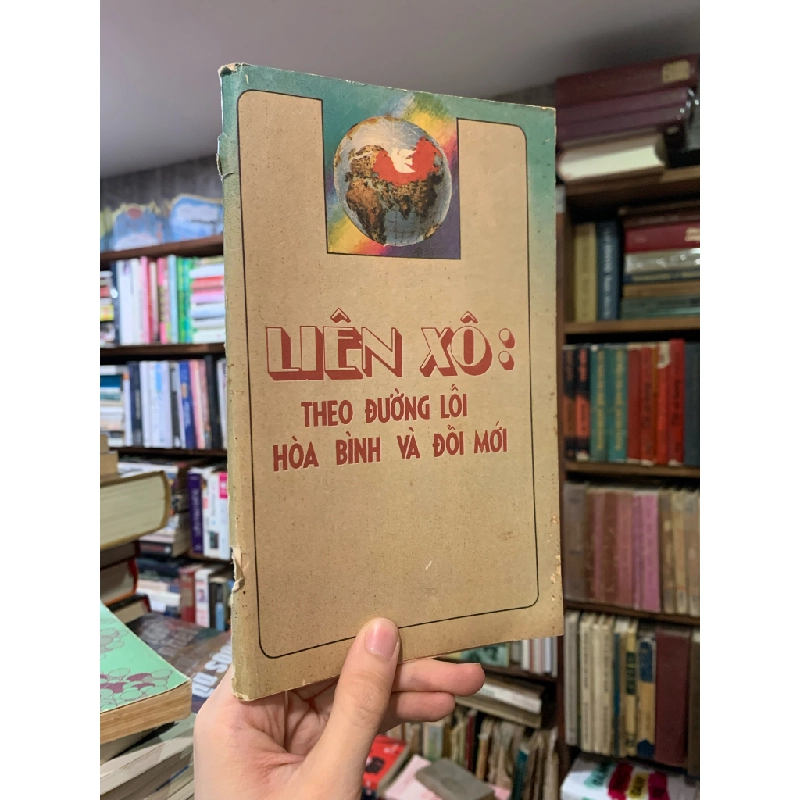 LIÊN XÔ:
THEO ĐƯỜNG LỐI
HÒA BÌNH VÀ ĐỔI MỚI